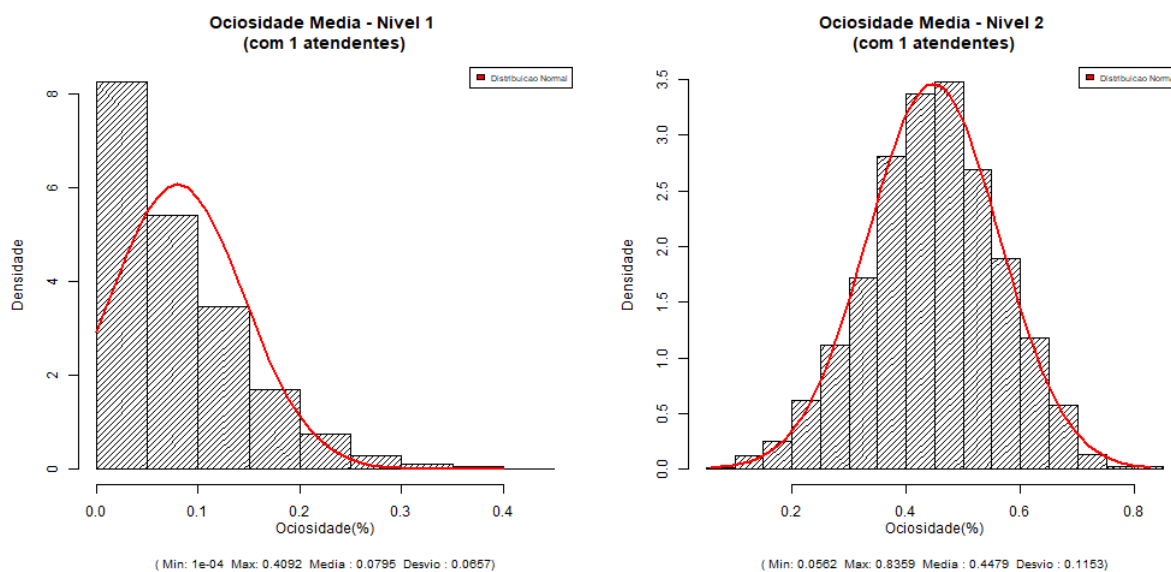 Ociosidade Media - Nivel 1
(com 1 atendentes)
Distribuicao Normal
Densidade
8
6
4
2
0
0.0 0.1 0.2 0.3 0.4
Ociosidade(%)
( Min: 1e-04 Max: 0.4092 Media : 0.0795 Desvio : 0.0657)
Ociosidade Media - Nivel 2
(com 1 atendentes)
Distribuicao Normal
Densidade
3.5
3.0
2.5
2.0
1.5
1.0
0.5
0.0
0.2 0.4 0.6 0.8
Ociosidade(%)
( Min: 0.0562 Max: 0.8359 Media : 0.4479 Desvio : 0.1153)